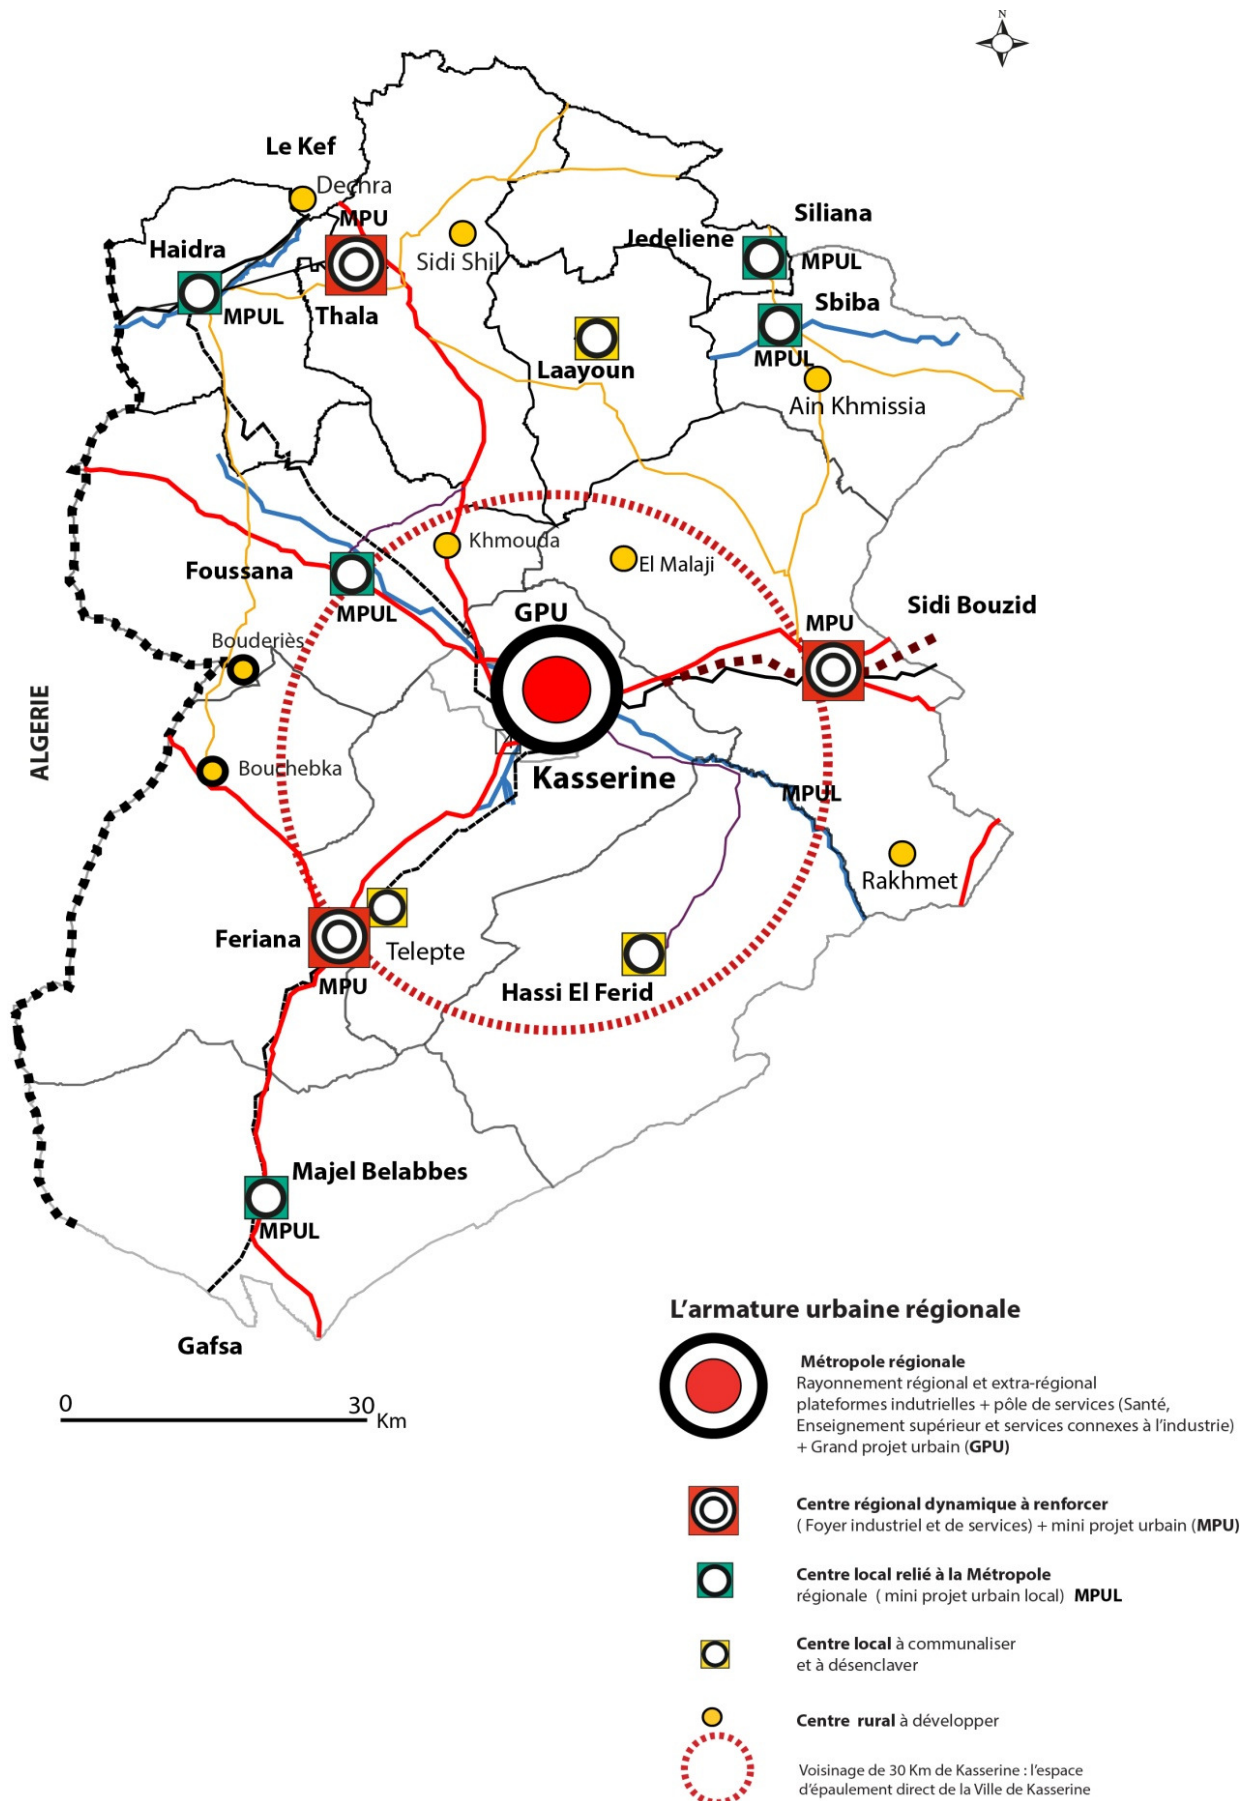 N
Le Kef
Dechra
MPU
Siliana
Jedeliene
Haidra
Sidi Shil
MPUL
Sbiba
MPUL
Thala
MPUL
Laayoun
Ain Khmissia
Khmouda
El Malaji
Foussana
GPU
Sidi Bouzid
MPUL
MPU
Bouderiès
ALGERIE
Bouchebka
Kasserine
MPUL
Rakhmet
Feriana
Telepte
MPU
Hassi El Ferid
Majel Belabbes
MPUL
Gafsa
0 30 Km
L'armature urbaine régionale
Métropole régionale
Rayonnement régional et extra-régional
plateformes indutrielles + pôle de services (Santé,
Enseignement supérieur et services connexes à l'industrie)
+ Grand projet urbain (GPU)
Centre régional dynamique à renforcer
( Foyer industriel et de services) + mini projet urbain (MPU)
Centre local relié à la Métropole
régionale ( mini projet urbain local) MPUL
Centre local à communaliser
et à désenclaver
Centre rural à développer
Voisinage de 30 Km de Kasserine : l'espace
d'épaulement direct de la Ville de Kasserine